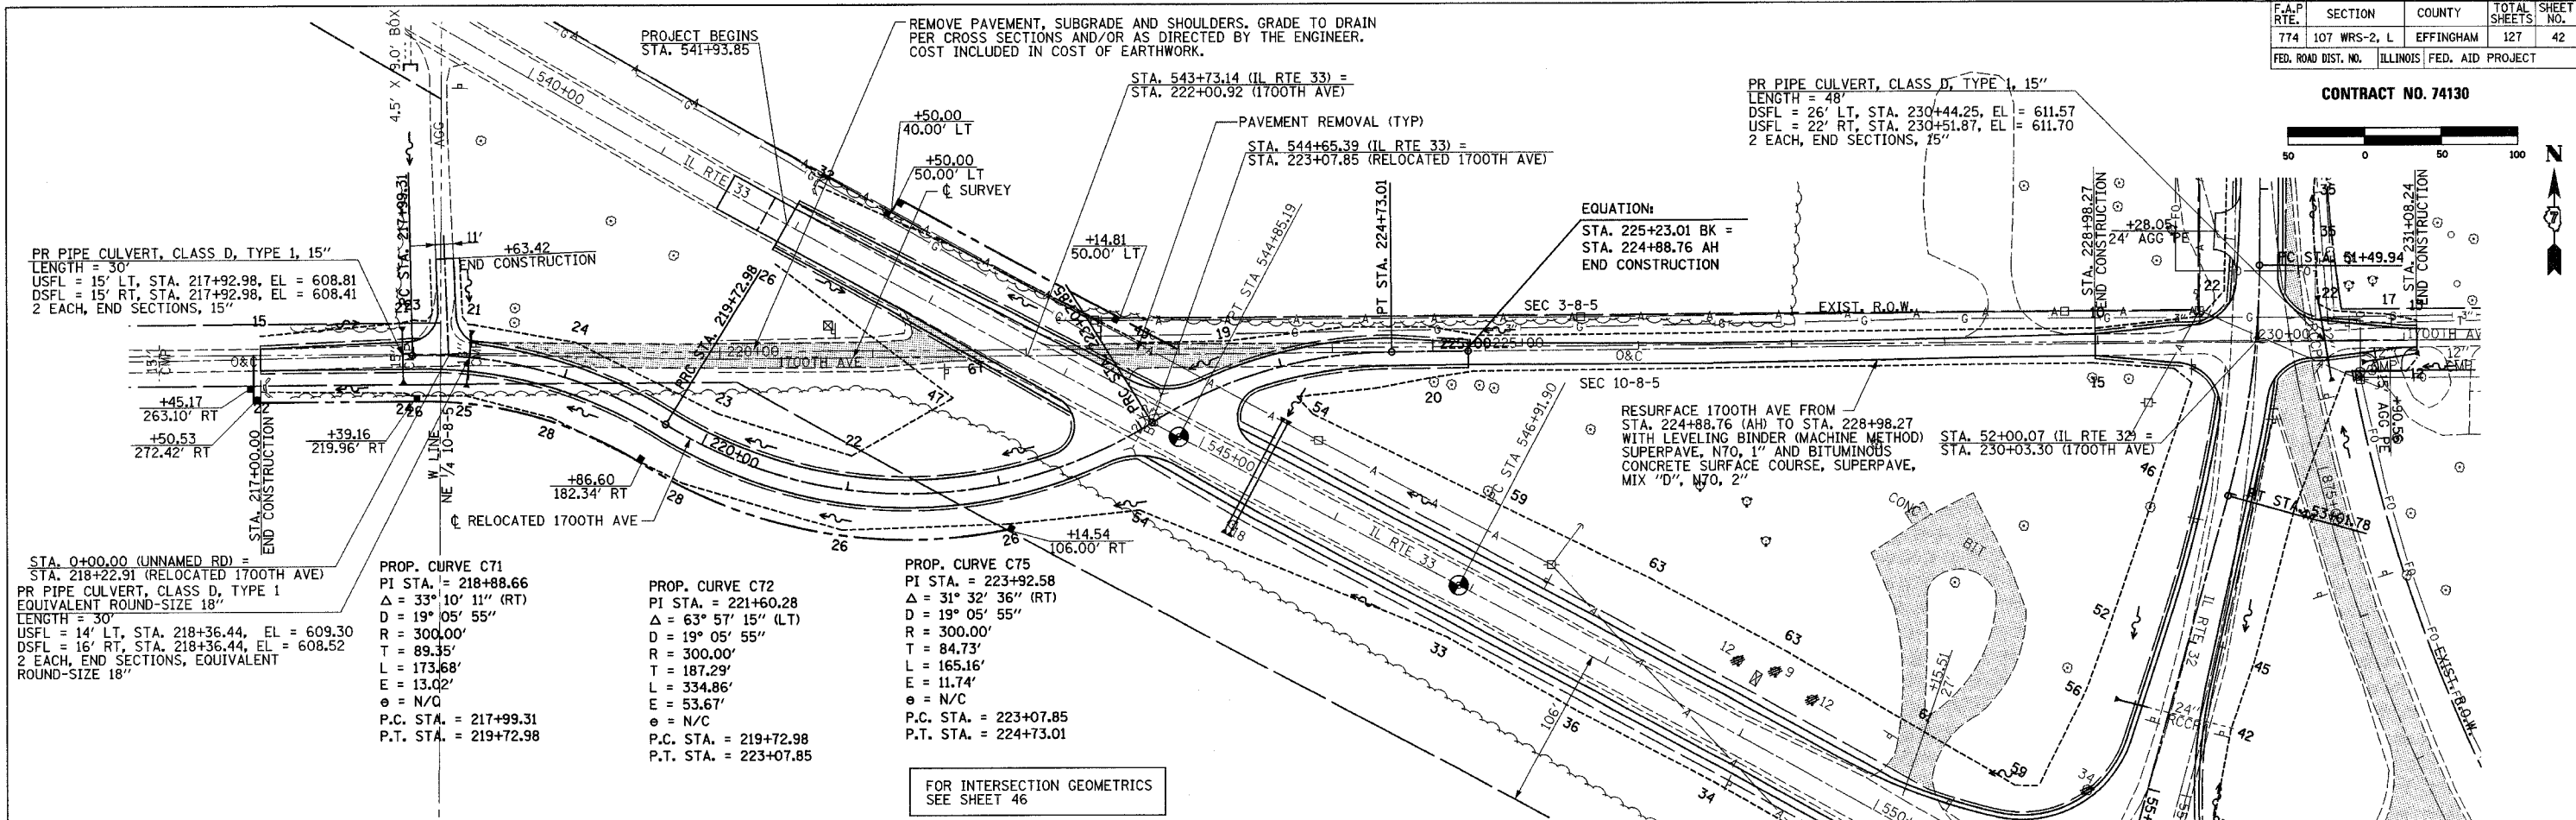 F.A.P. RTE. SECTION COUNTY TOTAL SHEETS SHEET NO.
774 107 WRS-2, L EFFINGHAM 127 42
FED. ROAD DIST. NO. ILLINOIS FED. AID PROJECT
CONTRACT NO. 74130
50 0 50 100
N
REMOVE PAVEMENT, SUBGRADE AND SHOULDERS. GRADE TO DRAIN
PER CROSS SECTIONS AND/OR AS DIRECTED BY THE ENGINEER.
COST INCLUDED IN COST OF EARTHWORK.
PROJECT BEGINS
STA. 541+93.85
4.5' X 9.0' BOX
AGG
540+00
IL RTE 33
STA. 543+73.14 (IL RTE 33) =
STA. 222+00.92 (1700TH AVE)
PAVEMENT REMOVAL (TYP)
STA. 544+65.39 (IL RTE 33) =
STA. 223+07.85 (RELOCATED 1700TH AVE)
+50.00
40.00' LT
+50.00
50.00' LT
℄ SURVEY
+14.81
50.00' LT
PR PIPE CULVERT, CLASS D, TYPE 1, 15"
LENGTH = 48'
DSFL = 26' LT, STA. 230+44.25, EL = 611.57
USFL = 22' RT, STA. 230+51.87, EL = 611.70
2 EACH, END SECTIONS, 15"
EQUATION:
STA. 225+23.01 BK =
STA. 224+88.76 AH
END CONSTRUCTION
PT STA. 224+73.01
PT STA 544+85.19
STA. 228+98.27
END CONSTRUCTION
+28.05
24' AGG PE
PC STA. 51+49.94
STA. 231+08.24
END CONSTRUCTION
PR PIPE CULVERT, CLASS D, TYPE 1, 15"
LENGTH = 30'
USFL = 15' LT, STA. 217+92.98, EL = 608.81
DSFL = 15' RT, STA. 217+92.98, EL = 608.41
2 EACH, END SECTIONS, 15"
PC STA. 217+99.31
11'
+63.42
END CONSTRUCTION
PRC STA. 219+72.98
SEC 3-8-5
EXIST. R.O.W.
220+00
1700TH AVE
225+00
225+00
O&C
O&C
230+00
1700TH AV
SEC 10-8-5
+45.17
263.10' RT
+50.53
272.42' RT
STA. 217+00.00
END CONSTRUCTION
+39.16
219.96' RT
W LINE
NE 1/4 10-8-5
+86.60
182.34' RT
220+00
℄ RELOCATED 1700TH AVE
+14.54
106.00' RT
545+00
IL RTE 33
PC STA 546+91.90
RESURFACE 1700TH AVE FROM
STA. 224+88.76 (AH) TO STA. 228+98.27
WITH LEVELING BINDER (MACHINE METHOD)
SUPERPAVE, N70, 1" AND BITUMINOUS
CONCRETE SURFACE COURSE, SUPERPAVE,
MIX "D", N70, 2"
STA. 52+00.07 (IL RTE 32) =
STA. 230+03.30 (1700TH AVE)
+90.56
15' AGG PE
PT STA. 53+01.78
CONC
BIT
+15.51
27'
IL RTE 32
24"
RCCP
EXIST. R.O.W.
106'
STA. 0+00.00 (UNNAMED RD) =
STA. 218+22.91 (RELOCATED 1700TH AVE)
PR PIPE CULVERT, CLASS D, TYPE 1
EQUIVALENT ROUND-SIZE 18"
LENGTH = 30'
USFL = 14' LT, STA. 218+36.44, EL = 609.30
DSFL = 16' RT, STA. 218+36.44, EL = 608.52
2 EACH, END SECTIONS, EQUIVALENT
ROUND-SIZE 18"
PROP. CURVE C71
PI STA. = 218+88.66
Δ = 33° 10' 11" (RT)
D = 19° 05' 55"
R = 300.00'
T = 89.35'
L = 173.68'
E = 13.02'
e = N/C
P.C. STA. = 217+99.31
P.T. STA. = 219+72.98
PROP. CURVE C72
PI STA. = 221+60.28
Δ = 63° 57' 15" (LT)
D = 19° 05' 55"
R = 300.00'
T = 187.29'
L = 334.86'
E = 53.67'
e = N/C
P.C. STA. = 219+72.98
P.T. STA. = 223+07.85
PROP. CURVE C75
PI STA. = 223+92.58
Δ = 31° 32' 36" (RT)
D = 19° 05' 55"
R = 300.00'
T = 84.73'
L = 165.16'
E = 11.74'
e = N/C
P.C. STA. = 223+07.85
P.T. STA. = 224+73.01
FOR INTERSECTION GEOMETRICS
SEE SHEET 46